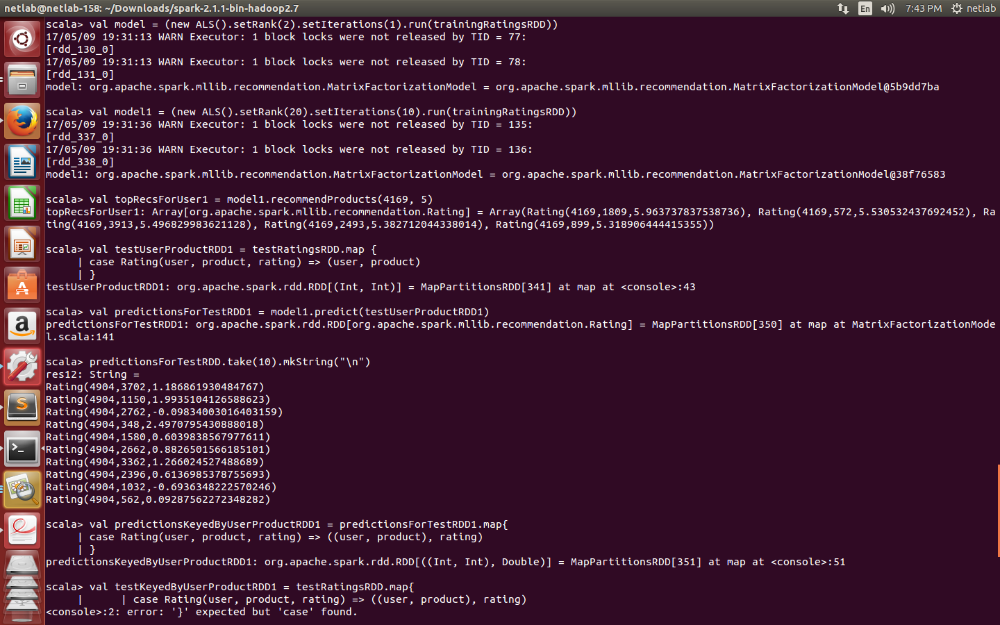 netlab@netlab-158: ~/Downloads/spark-2.1.1-bin-hadoop2.7
En
7:43 PM
netlab
scala> val model = (new ALS().setRank(2).setIterations(1).run(trainingRatingsRDD))
17/05/09 19:31:13 WARN Executor: 1 block locks were not released by TID = 77:
[rdd_130_0]
17/05/09 19:31:13 WARN Executor: 1 block locks were not released by TID = 78:
[rdd_131_0]
model: org.apache.spark.mllib.recommendation.MatrixFactorizationModel = org.apache.spark.mllib.recommendation.MatrixFactorizationModel@5b9dd7ba
scala> val model1 = (new ALS().setRank(20).setIterations(10).run(trainingRatingsRDD))
17/05/09 19:31:36 WARN Executor: 1 block locks were not released by TID = 135:
[rdd_337_0]
17/05/09 19:31:36 WARN Executor: 1 block locks were not released by TID = 136:
[rdd_338_0]
model1: org.apache.spark.mllib.recommendation.MatrixFactorizationModel = org.apache.spark.mllib.recommendation.MatrixFactorizationModel@38f76583
scala> val topRecsForUser1 = model1.recommendProducts(4169, 5)
topRecsForUser1: Array[org.apache.spark.mllib.recommendation.Rating] = Array(Rating(4169,1809,5.963737837538736), Rating(4169,572,5.530532437692452), Ra
ting(4169,3913,5.496829983621128), Rating(4169,2493,5.382712044338014), Rating(4169,899,5.318906444415355))
scala> val testUserProductRDD1 = testRatingsRDD.map {
     | case Rating(user, product, rating) => (user, product)
     | }
testUserProductRDD1: org.apache.spark.rdd.RDD[(Int, Int)] = MapPartitionsRDD[341] at map at <console>:43
scala> val predictionsForTestRDD1 = model1.predict(testUserProductRDD1)
predictionsForTestRDD1: org.apache.spark.rdd.RDD[org.apache.spark.mllib.recommendation.Rating] = MapPartitionsRDD[350] at map at MatrixFactorizationMode
l.scala:141
scala> predictionsForTestRDD.take(10).mkString("\n")
res12: String =
Rating(4904,3702,1.186861930484767)
Rating(4904,1150,1.9935104126588623)
Rating(4904,2762,-0.09834003016403159)
Rating(4904,348,2.4970795430888018)
Rating(4904,1580,0.6039838567977611)
Rating(4904,2662,0.8826501566185101)
Rating(4904,3362,1.266024527488689)
Rating(4904,2396,0.6136985378755693)
Rating(4904,1032,-0.6936348222570246)
Rating(4904,562,0.09287562272348282)
scala> val predictionsKeyedByUserProductRDD1 = predictionsForTestRDD1.map{
     | case Rating(user, product, rating) => ((user, product), rating)
     | }
predictionsKeyedByUserProductRDD1: org.apache.spark.rdd.RDD[((Int, Int), Double)] = MapPartitionsRDD[351] at map at <console>:51
scala> val testKeyedByUserProductRDD1 = testRatingsRDD.map{
     |      | case Rating(user, product, rating) => ((user, product), rating)
<console>:2: error: '}' expected but 'case' found.